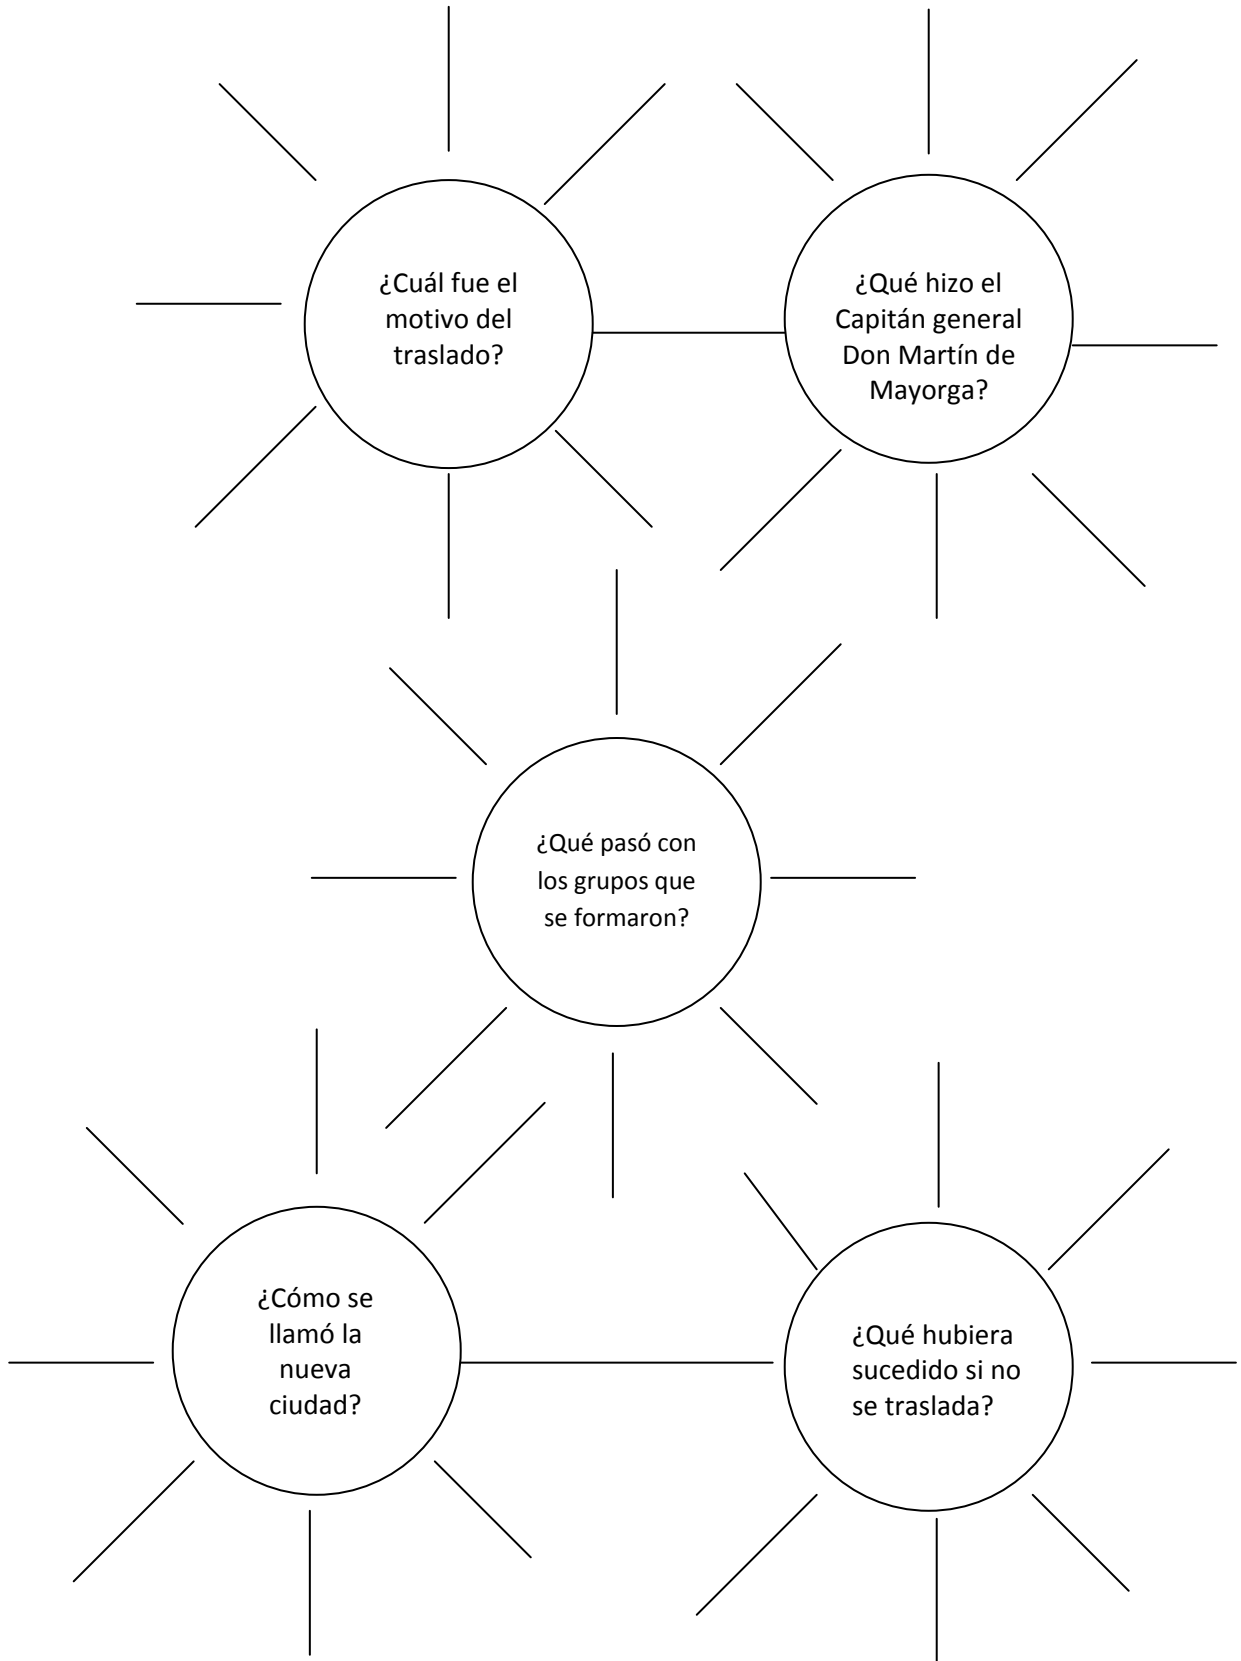 ¿Cuál fue el
motivo del
traslado?
¿Qué hizo el
Capitán general
Don Martín de
Mayorga?
¿Qué pasó con
los grupos que
se formaron?
¿Cómo se
llamó la
nueva
ciudad?
¿Qué hubiera
sucedido si no
se traslada?